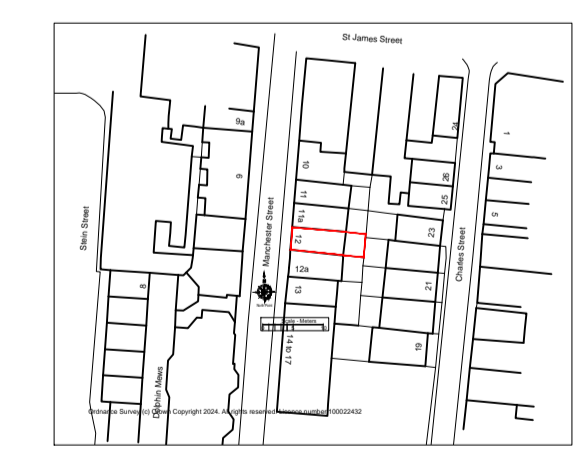 St James Street
9a
9
10
11
11a
12
12a
13
14 to 17
24
26
25
23
21
19
1
3
5
8
Stein Street
Manchester Street
Charles Street
Dolphin Mews
Scale - Meters
Ordnance Survey (c) Crown Copyright 2024. All rights reserved. Licence number 100022432